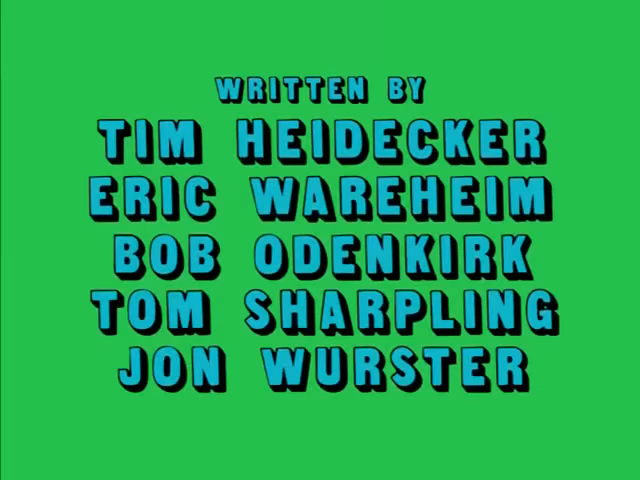 WRITTEN BY
TIM HEIDECKER
ERIC WAREHEIM
BOB ODENKIRK
TOM SHARPLING
JON WURSTER